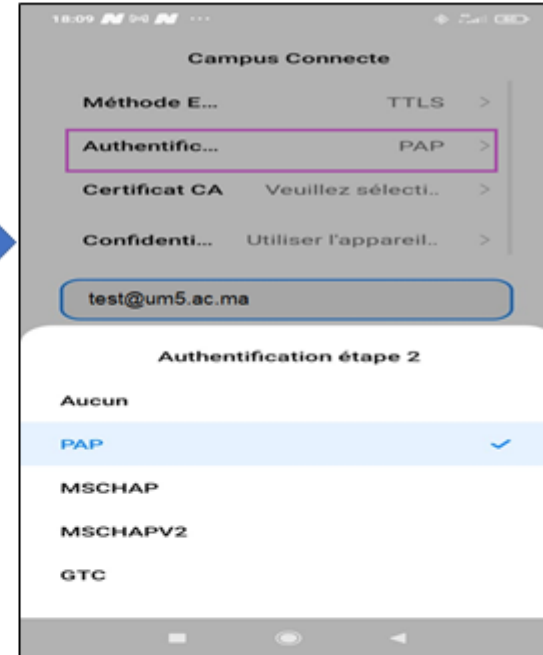 18:09 ...
Campus Connecte
Méthode E... TTLS >
Authentific... PAP >
Certificat CA Veuillez sélecti.. >
Confidenti... Utiliser l'appareil.. >
test@um5.ac.ma
Authentification étape 2
Aucun
PAP
MSCHAP
MSCHAPV2
GTC